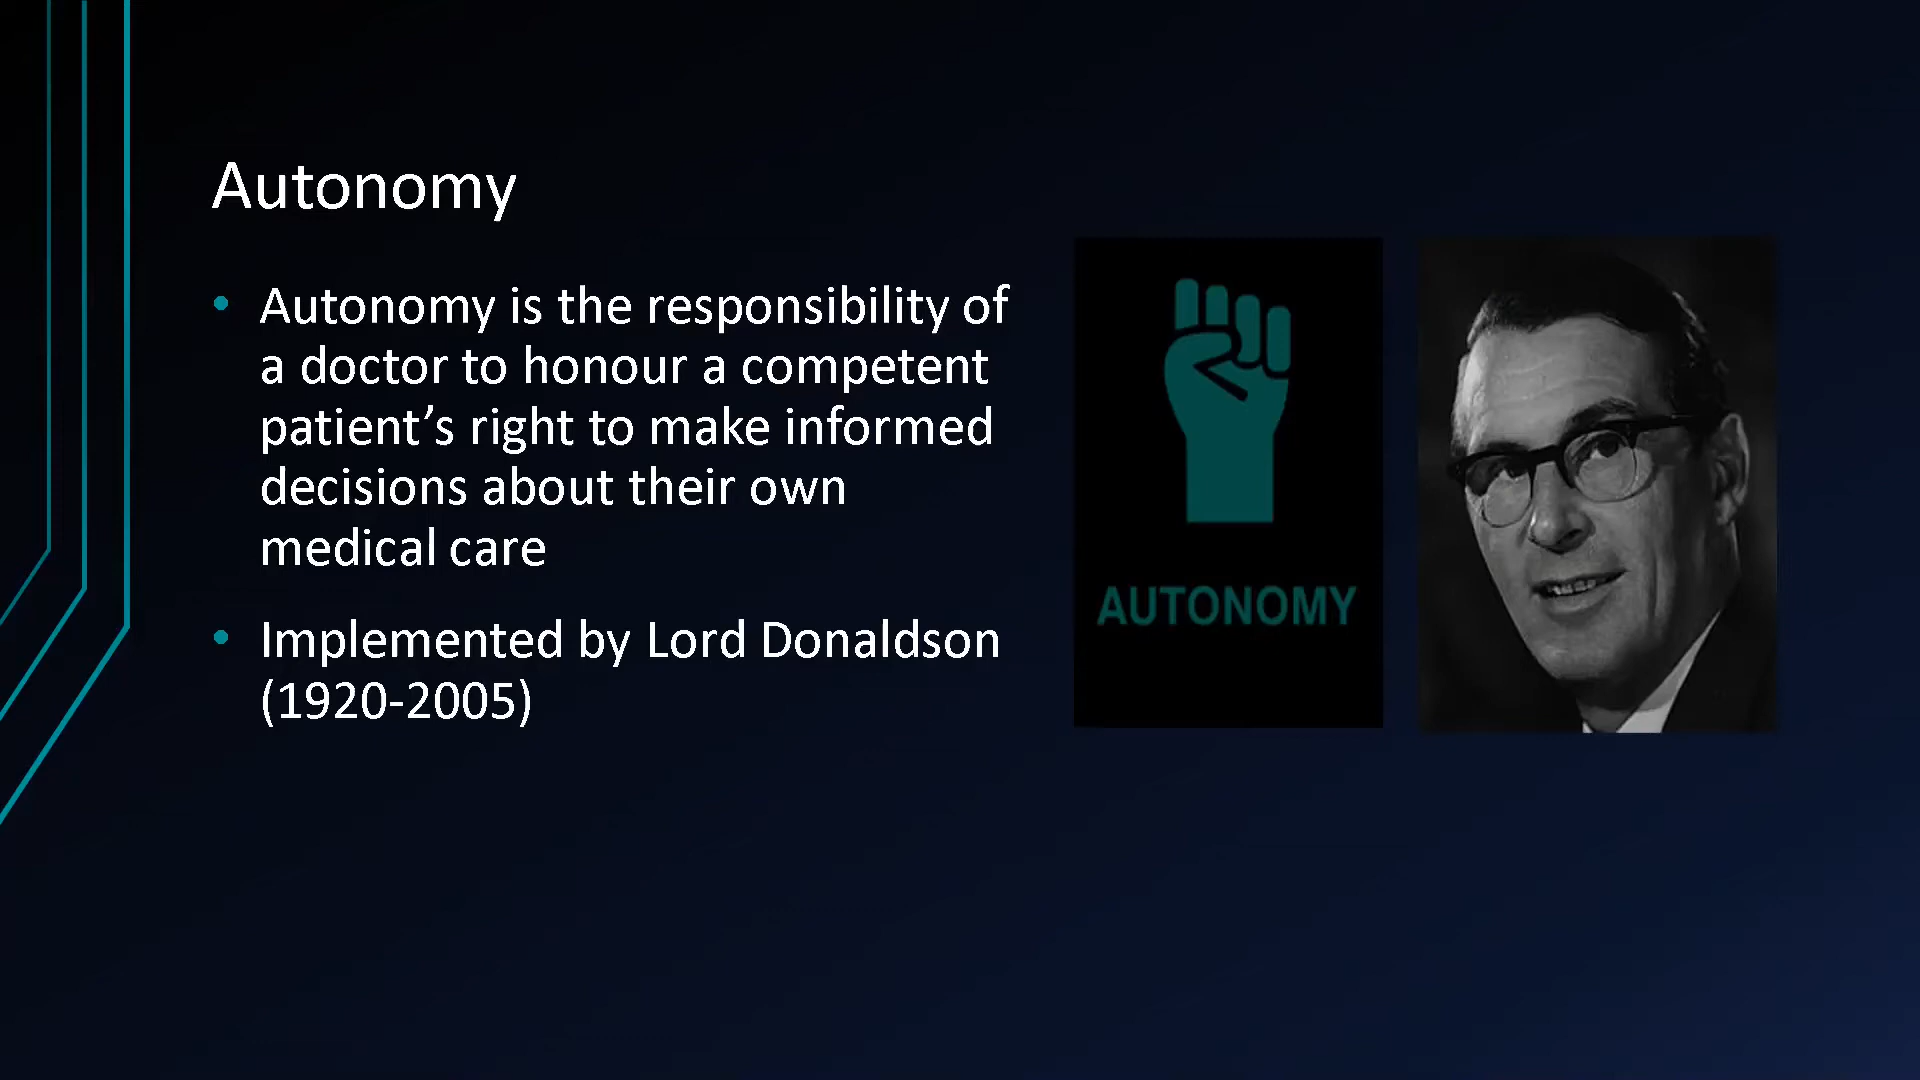 Autonomy
• Autonomy is the responsibility of
a doctor to honour a competent
patient’s right to make informed
decisions about their own
medical care
• Implemented by Lord Donaldson
(1920-2005)
AUTONOMY